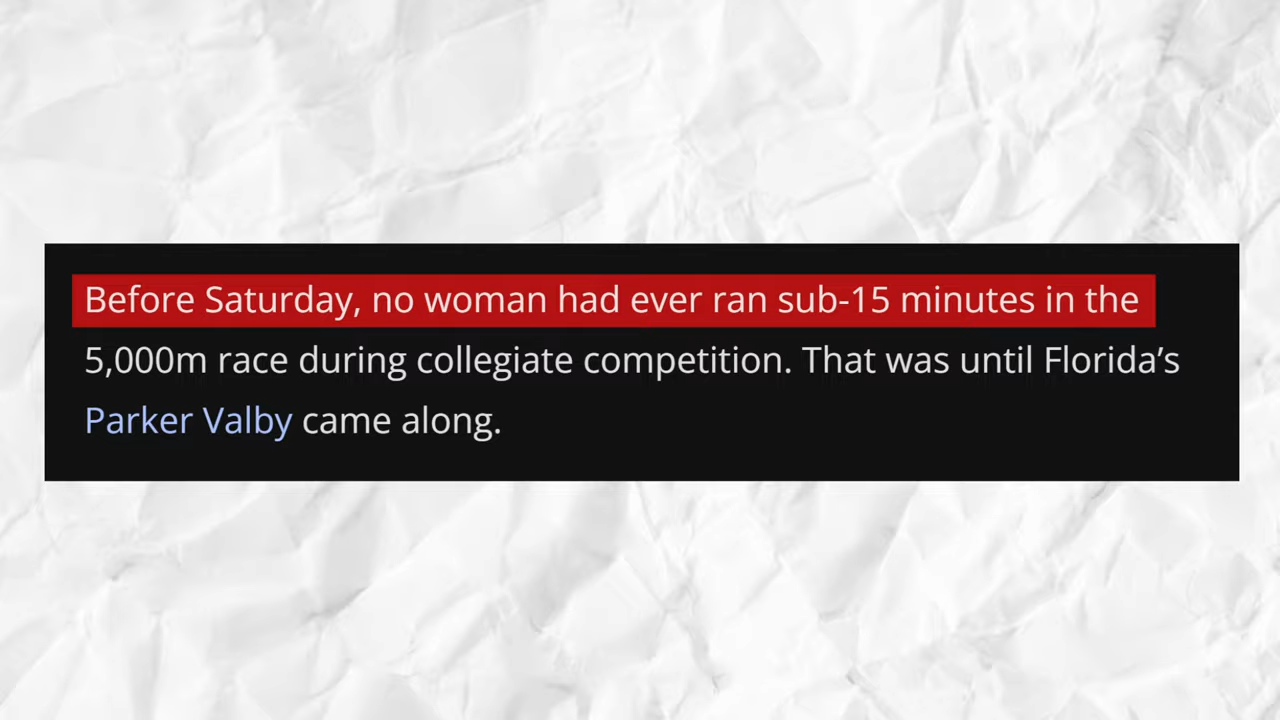 Before Saturday, no woman had ever ran sub-15 minutes in the
5,000m race during collegiate competition. That was until Florida’s
Parker Valby came along.